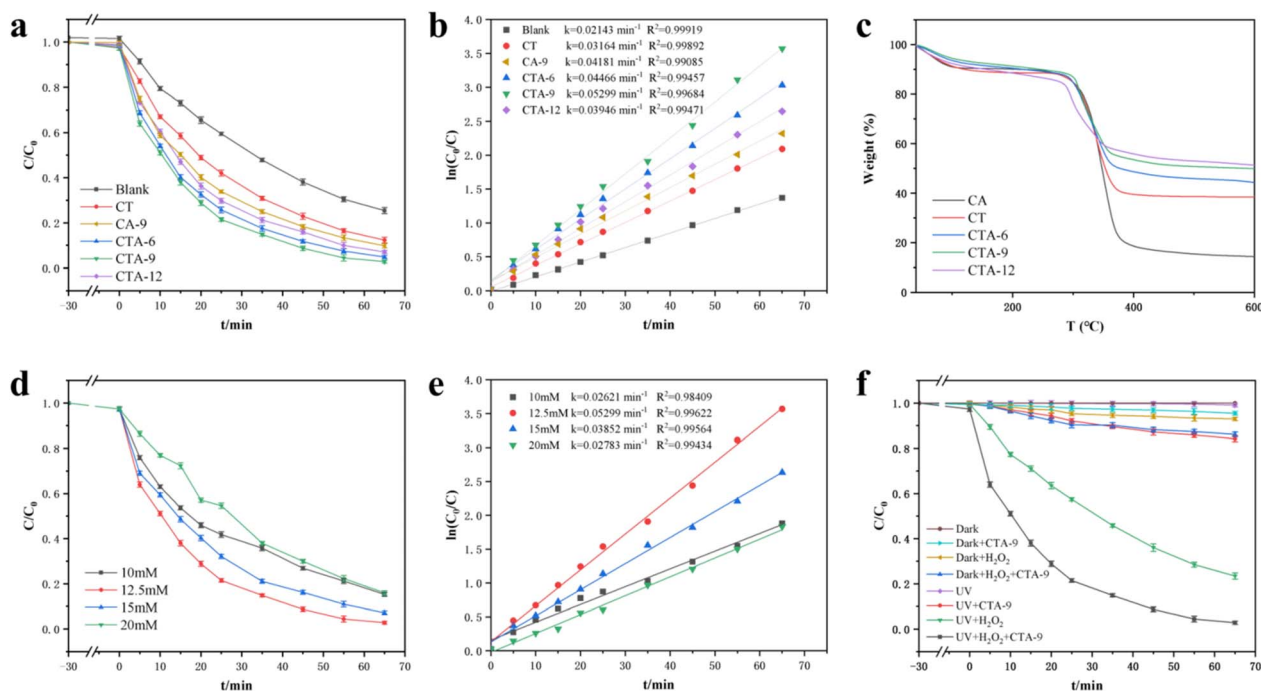 a
C/C₀
1.2
1.0
0.8
0.6
0.4
0.2
0.0
Blank
CT
CA-9
CTA-6
CTA-9
CTA-12
-30 0 10 20 30 40 50 60 70
t/min
b
ln(C₀/C)
4.0
3.5
3.0
2.5
2.0
1.5
1.0
0.5
0.0
Blank k=0.02143 min⁻¹ R²=0.99919
CT k=0.03164 min⁻¹ R²=0.99892
CA-9 k=0.04181 min⁻¹ R²=0.99085
CTA-6 k=0.04466 min⁻¹ R²=0.99457
CTA-9 k=0.05299 min⁻¹ R²=0.99684
CTA-12 k=0.03946 min⁻¹ R²=0.99471
0 10 20 30 40 50 60 70
t/min
c
Weight (%)
100
80
60
40
20
0
CA
CT
CTA-6
CTA-9
CTA-12
200 400 600
T (°C)
d
C/C₀
1.2
1.0
0.8
0.6
0.4
0.2
0.0
10mM
12.5mM
15mM
20mM
-30 0 10 20 30 40 50 60 70
t/min
e
ln(C₀/C)
4.0
3.5
3.0
2.5
2.0
1.5
1.0
0.5
0.0
10mM k=0.02621 min⁻¹ R²=0.98409
12.5mM k=0.05299 min⁻¹ R²=0.99622
15mM k=0.03852 min⁻¹ R²=0.99564
20mM k=0.02783 min⁻¹ R²=0.99434
0 10 20 30 40 50 60 70
t/min
f
C/C₀
1.2
1.0
0.8
0.6
0.4
0.2
0.0
Dark
Dark+CTA-9
Dark+H₂O₂
Dark+H₂O₂+CTA-9
UV
UV+CTA-9
UV+H₂O₂
UV+H₂O₂+CTA-9
-30 0 10 20 30 40 50 60 70
t/min